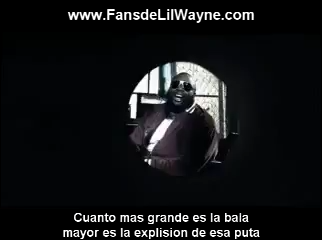 www.FansdeLilWayne.com
Cuanto mas grande es la bala
mayor es la explision de esa puta